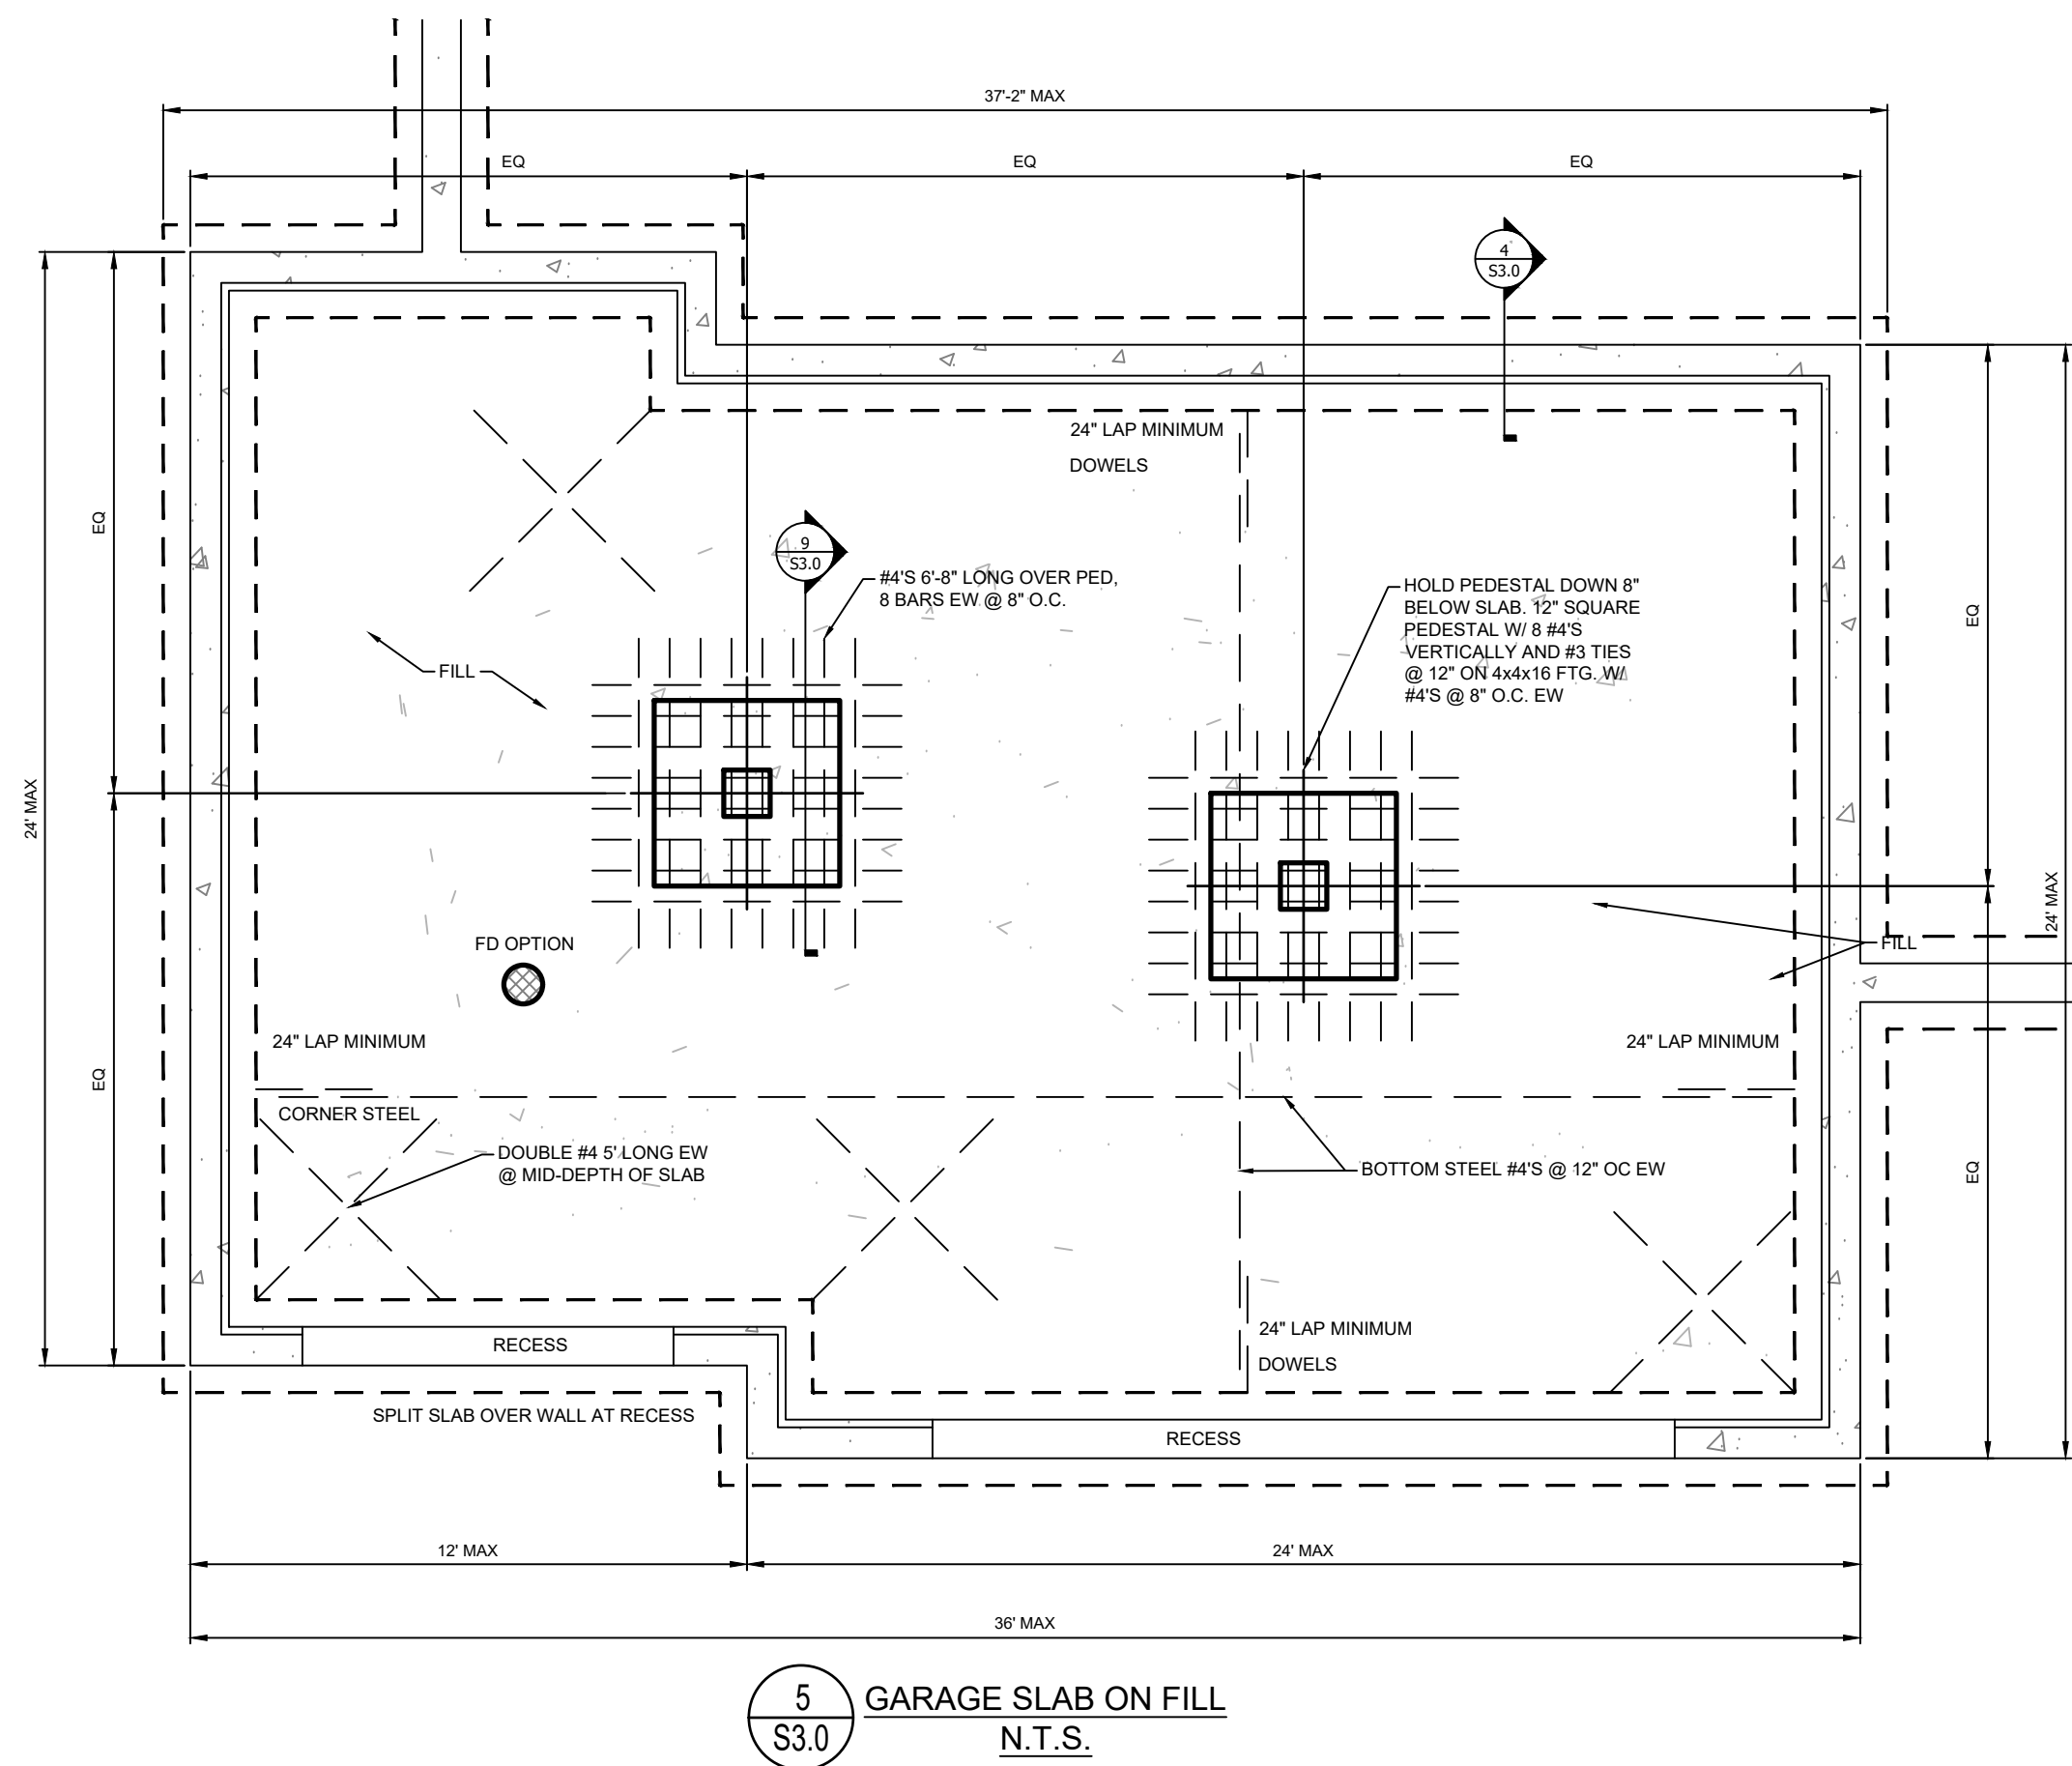 37'-2" MAX
EQ
EQ
EQ
4
S3.0
24" LAP MINIMUM
DOWELS
EQ
9
S3.0
#4'S 6'-8" LONG OVER PED,
8 BARS EW @ 8" O.C.
HOLD PEDESTAL DOWN 8"
BELOW SLAB. 12" SQUARE
PEDESTAL W/ 8 #4'S
VERTICALLY AND #3 TIES
@ 12" ON 4x4x16 FTG. W/
#4'S @ 8" O.C. EW
EQ
FILL
24' MAX
24' MAX
FILL
FD OPTION
24" LAP MINIMUM
24" LAP MINIMUM
EQ
CORNER STEEL
DOUBLE #4 5' LONG EW
@ MID-DEPTH OF SLAB
BOTTOM STEEL #4'S @ 12" OC EW
EQ
24" LAP MINIMUM
DOWELS
RECESS
SPLIT SLAB OVER WALL AT RECESS
RECESS
12' MAX
24' MAX
36' MAX
5
S3.0
GARAGE SLAB ON FILL
N.T.S.